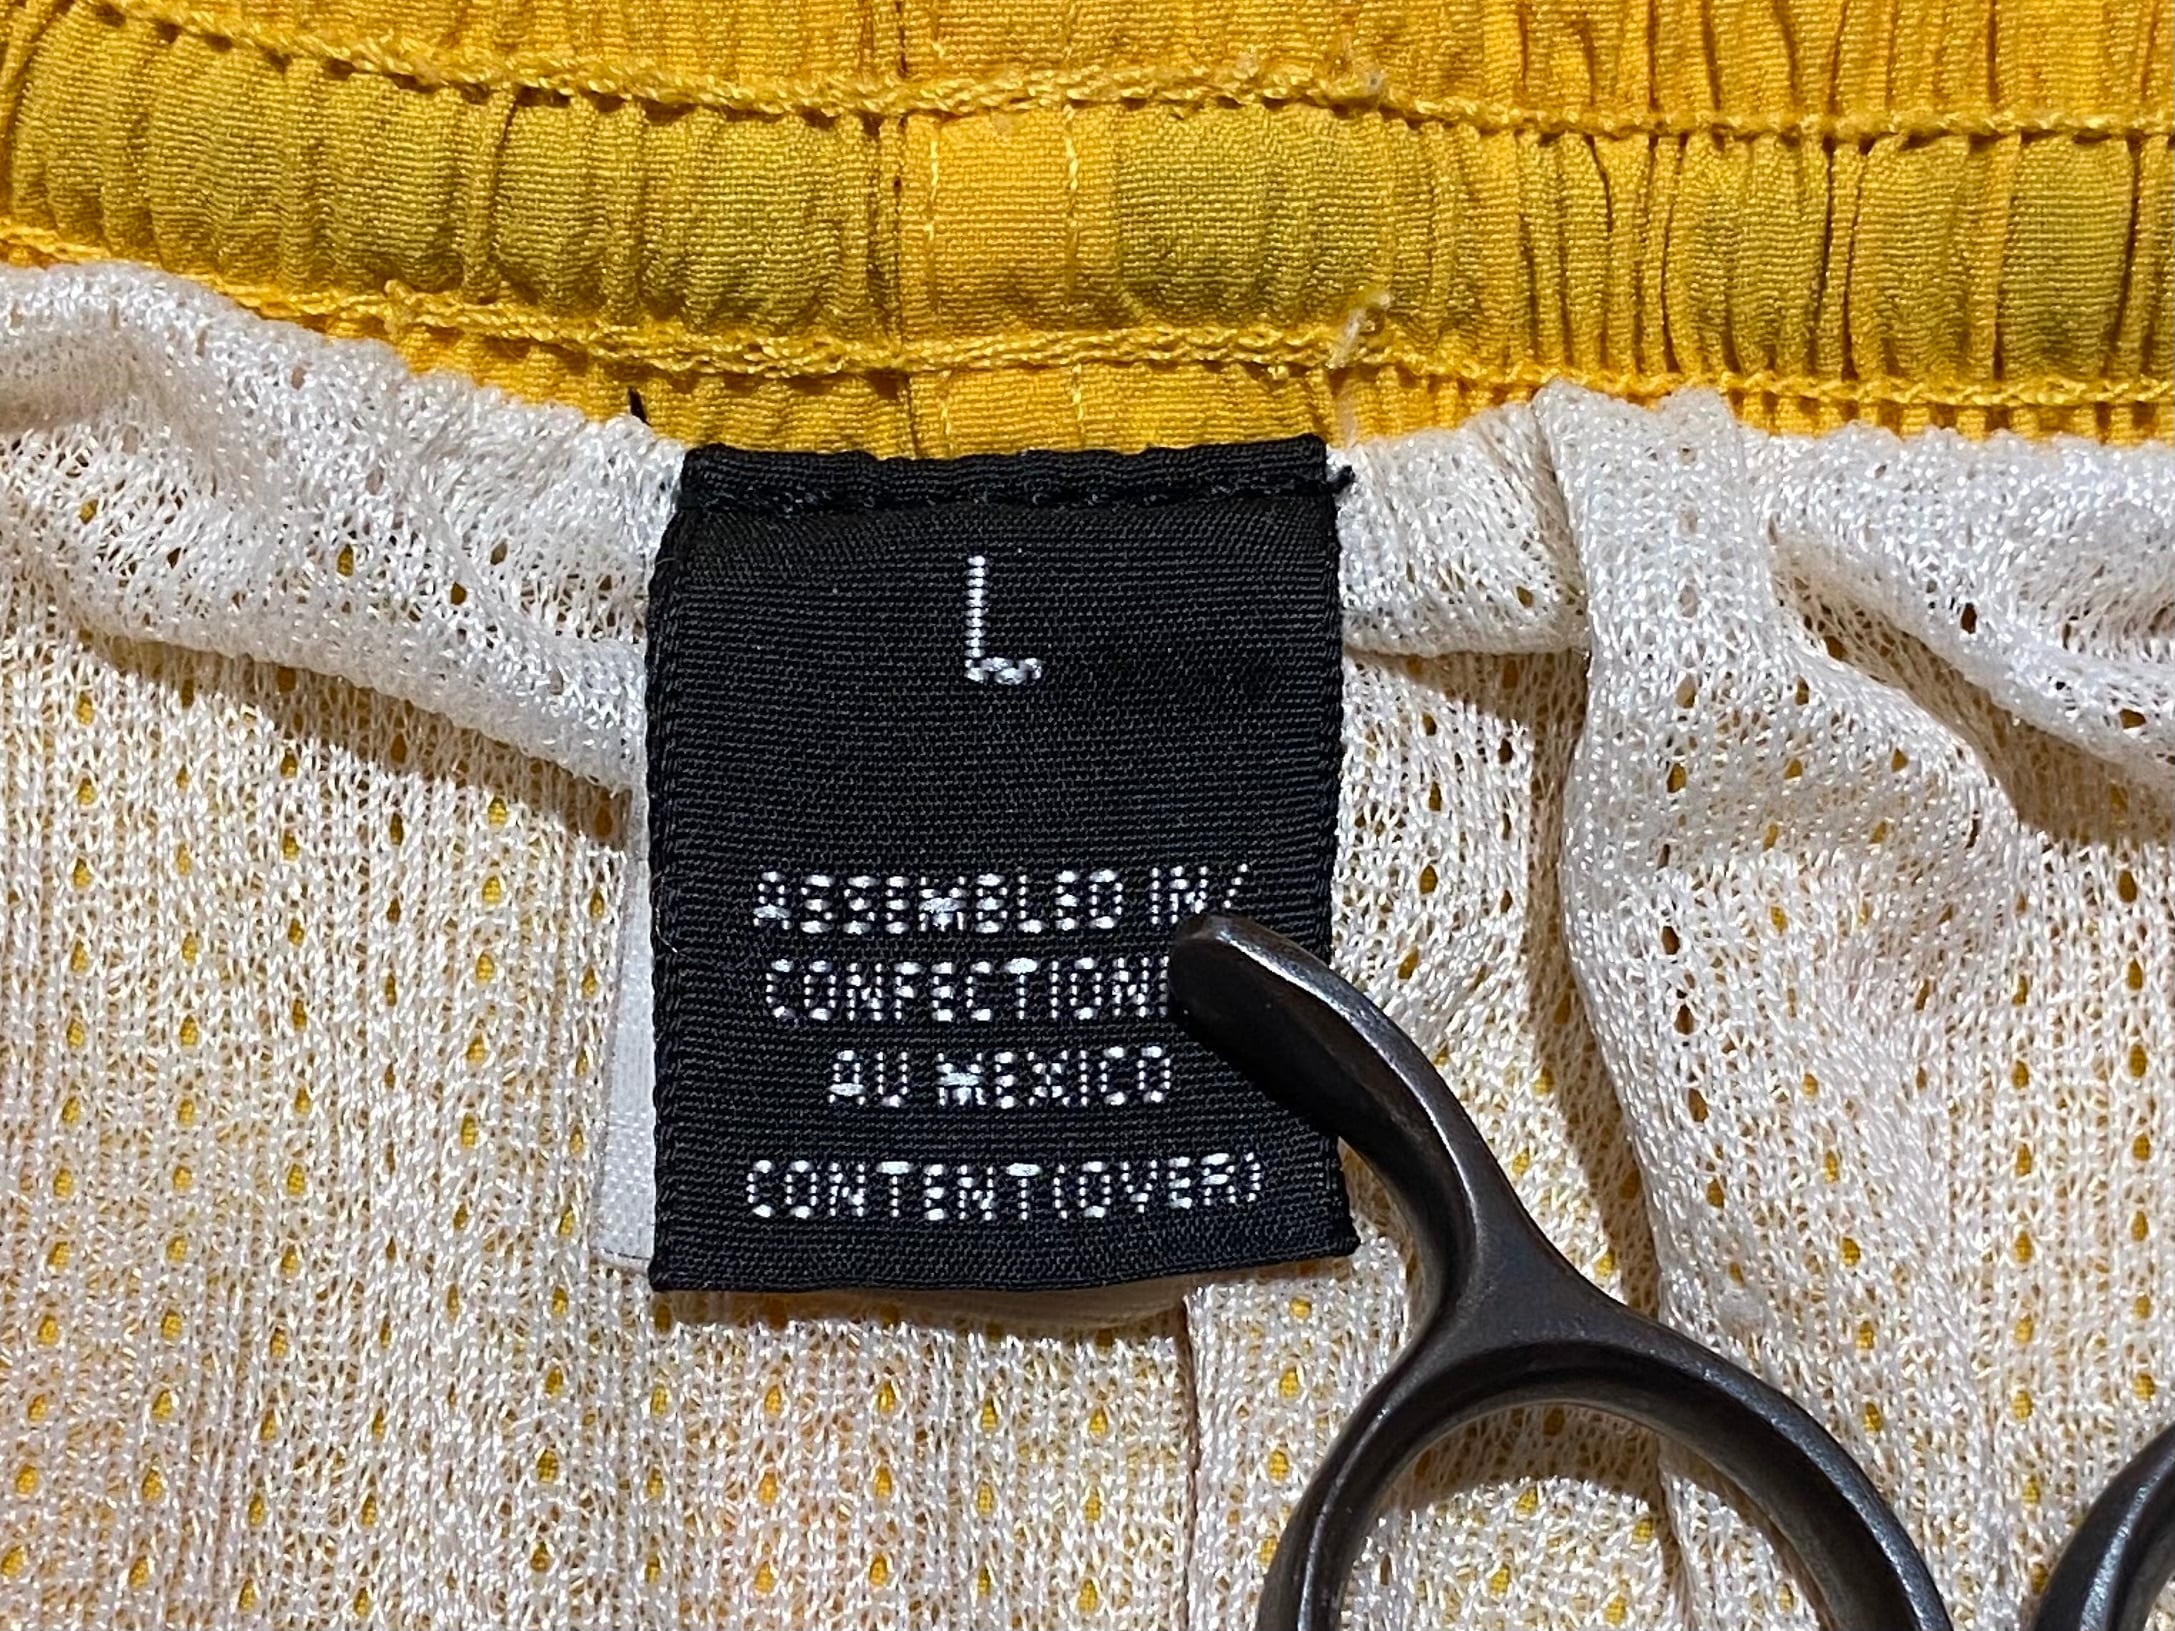 L
ASSEMBLED IN/
AU MEXICO
CONTENT(OVER)